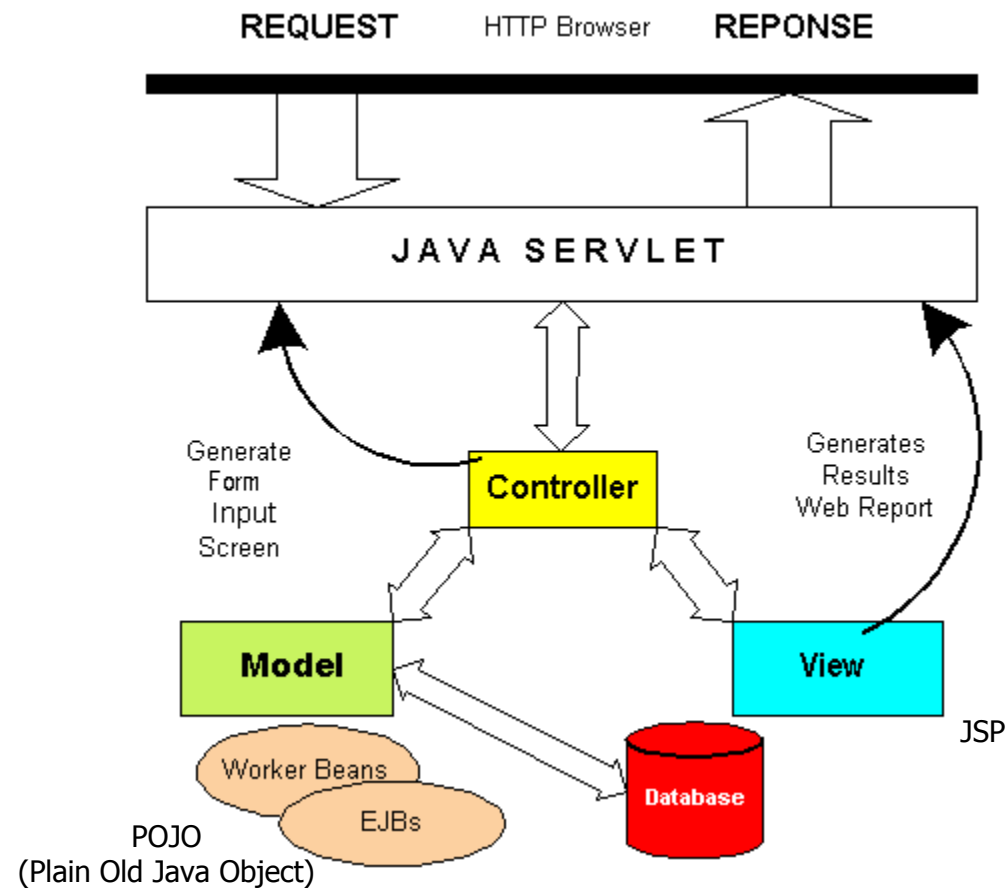 REQUEST HTTP Browser REPONSE
JAVA SERVLET
Generate
Form
Input
Screen
Controller
Generates
Results
Web Report
Model
View
JSP
Worker Beans
EJBs
Database
POJO
(Plain Old Java Object)